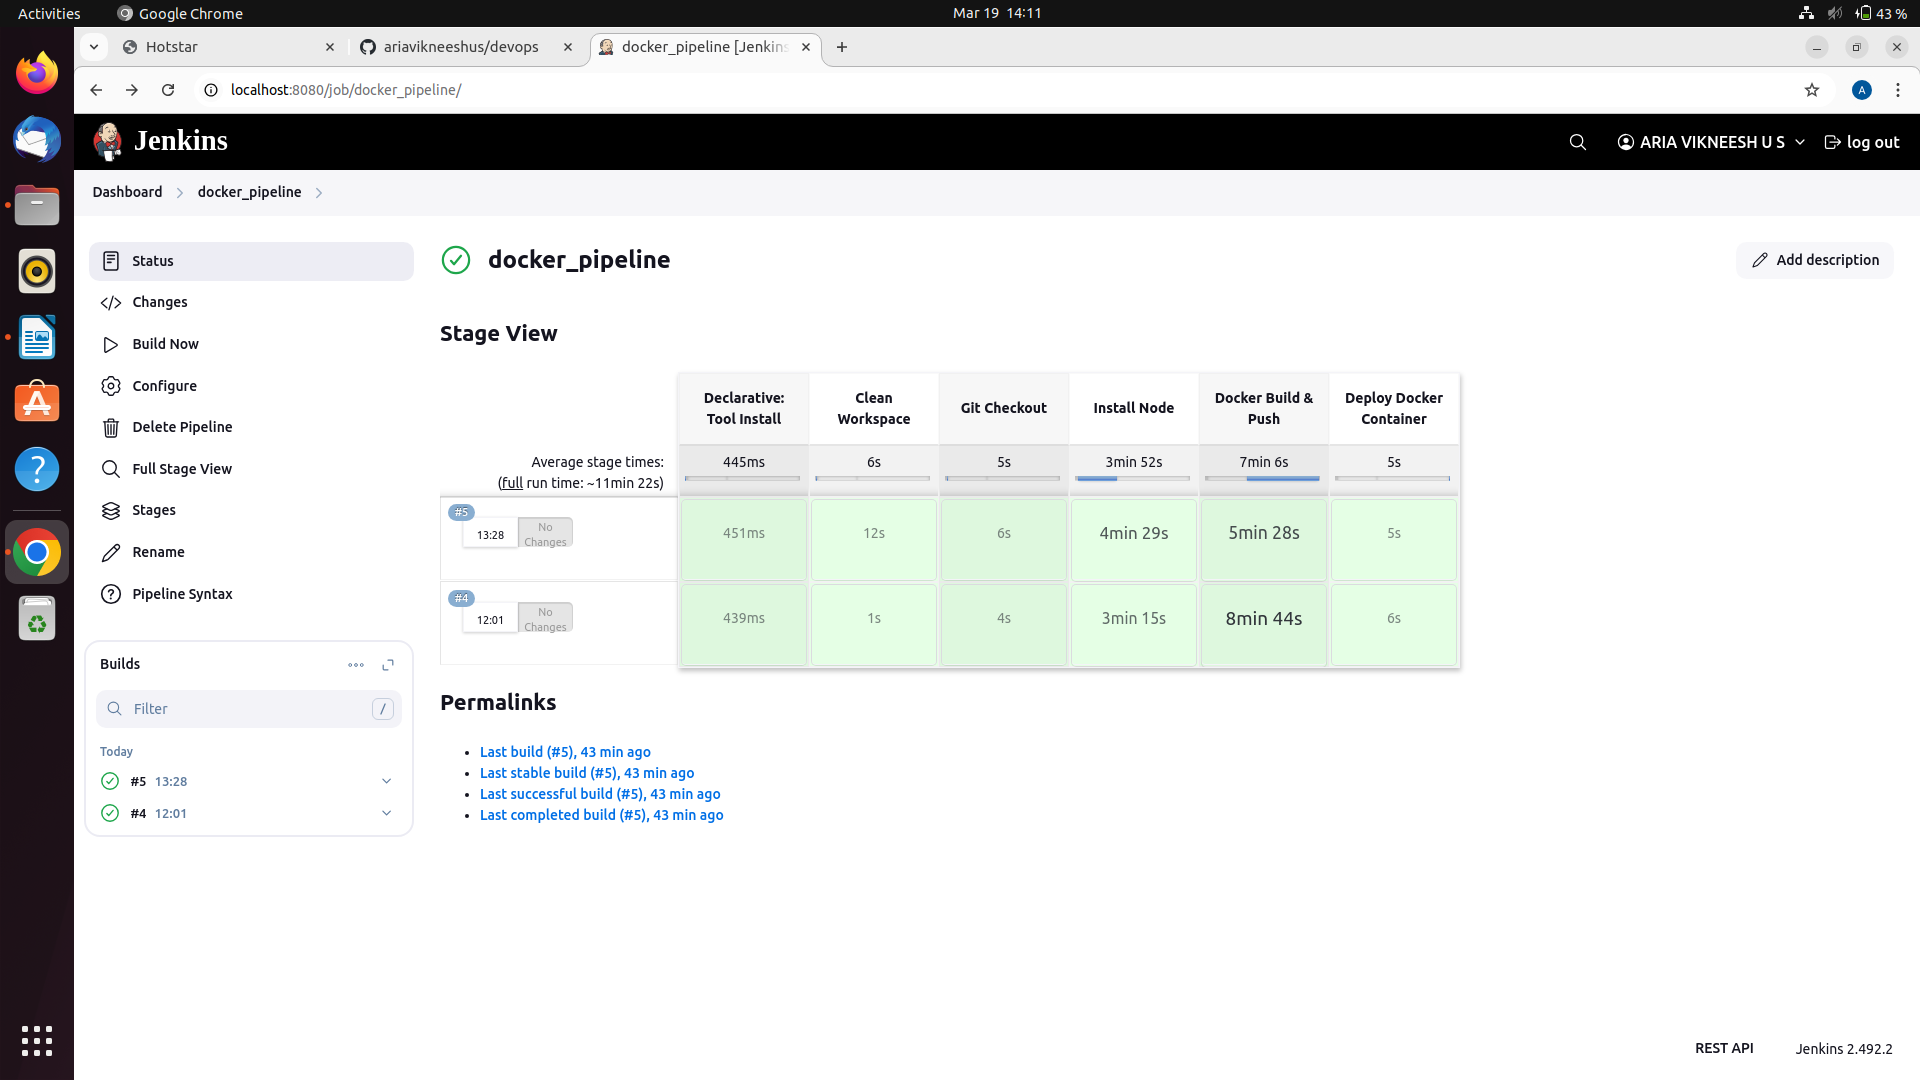 Activities
Google Chrome
Mar 19 14:11
43 %
Hotstar
ariavikneeshus/devops
docker_pipeline [Jenkins
localhost:8080/job/docker_pipeline/
A
Jenkins
ARIA VIKNEESH U S
log out
Dashboard
docker_pipeline
Status
Changes
Build Now
Configure
Delete Pipeline
Full Stage View
Stages
Rename
Pipeline Syntax
Builds
Filter
/
Today
#5 13:28
#4 12:01
docker_pipeline
Add description
Stage View
Declarative:
Tool Install
Clean
Workspace
Git Checkout
Install Node
Docker Build &
Push
Deploy Docker
Container
Average stage times:
(full run time: ~11min 22s)
445ms
6s
5s
3min 52s
7min 6s
5s
#5
13:28
No
Changes
451ms
12s
6s
4min 29s
5min 28s
5s
#4
12:01
No
Changes
439ms
1s
4s
3min 15s
8min 44s
6s
Permalinks
Last build (#5), 43 min ago
Last stable build (#5), 43 min ago
Last successful build (#5), 43 min ago
Last completed build (#5), 43 min ago
REST API
Jenkins 2.492.2